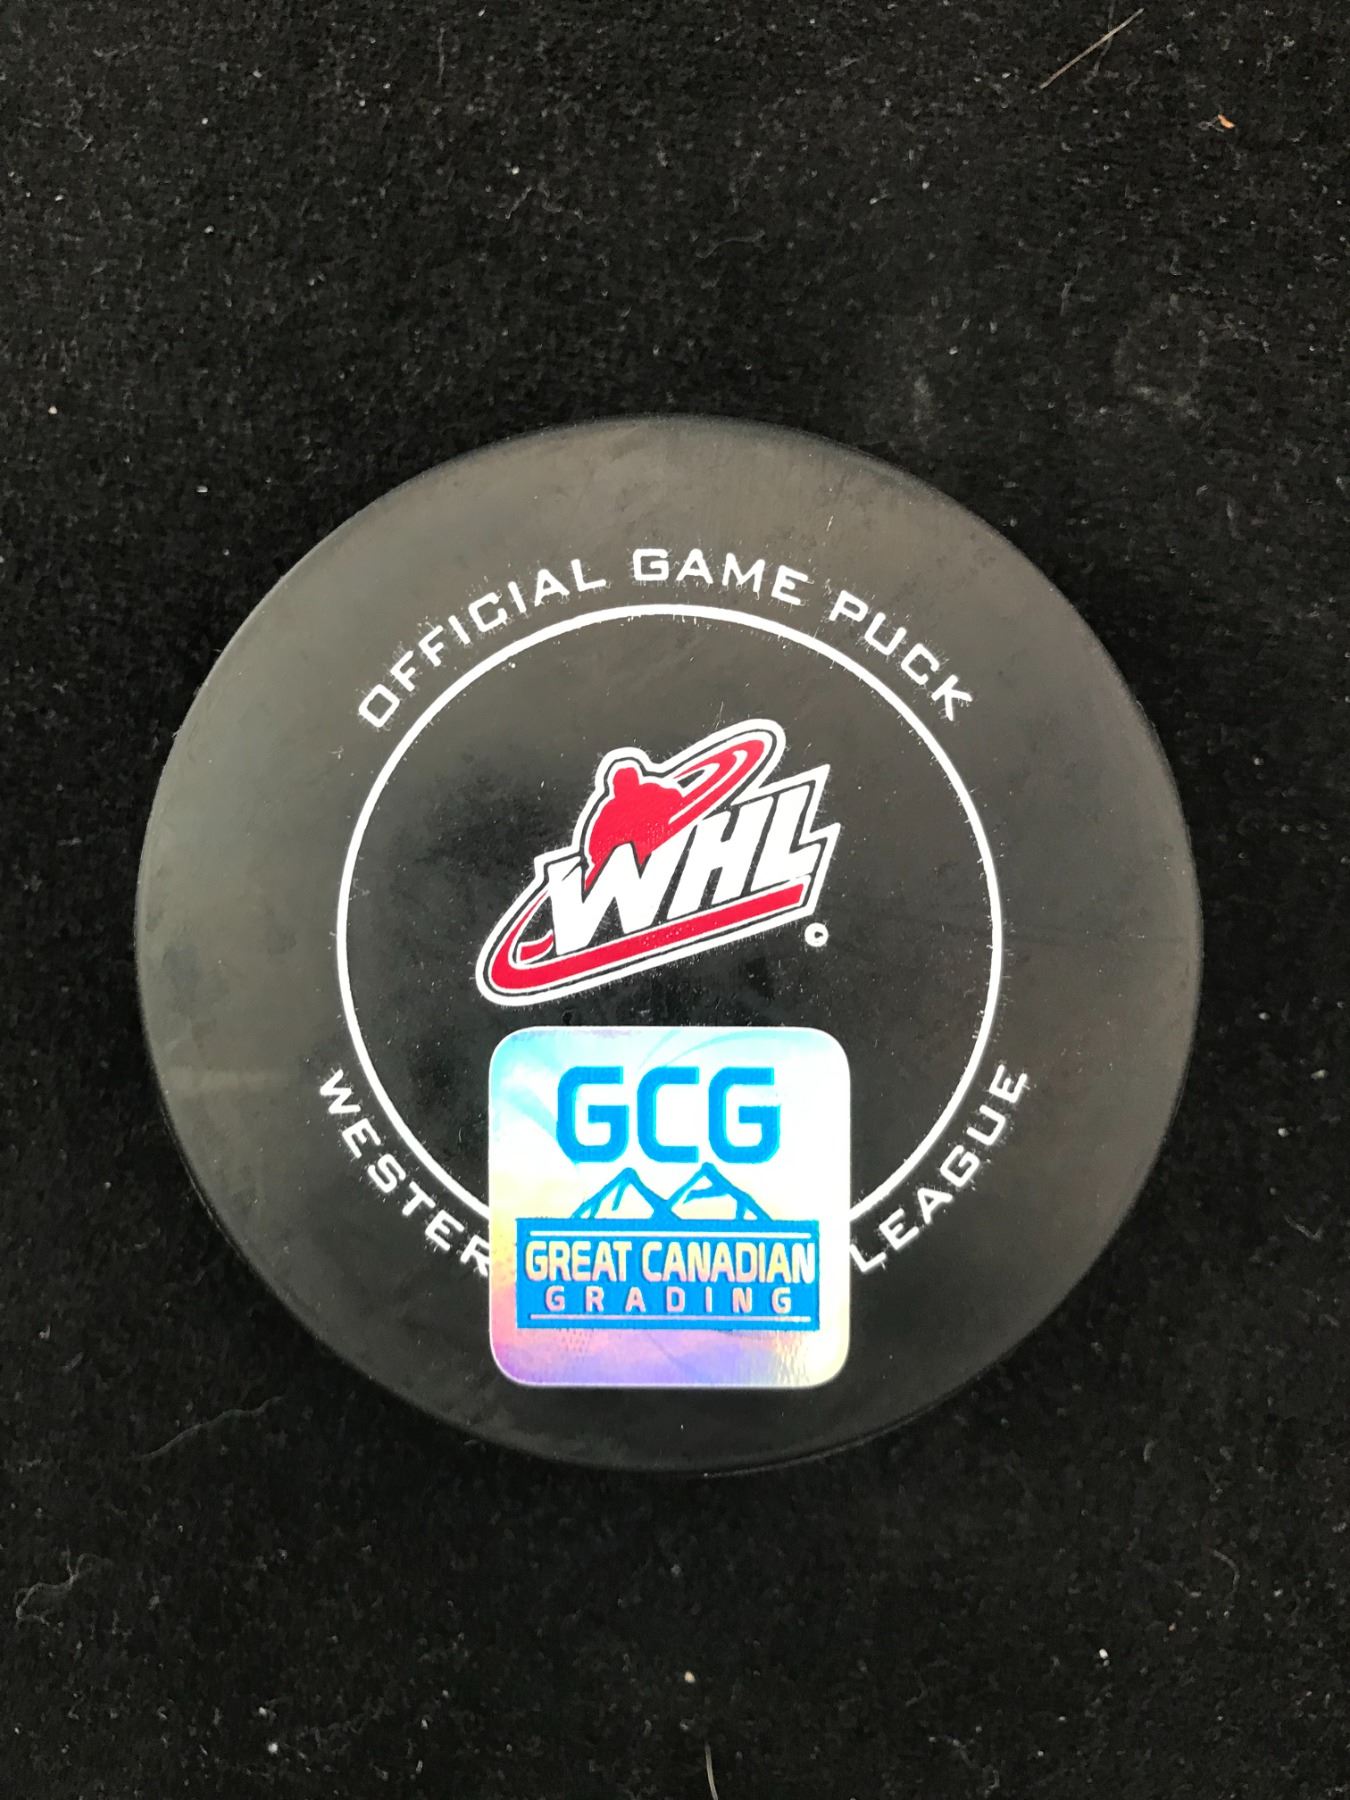 OFFICIAL GAME PUCK
WHL
GCG
GREAT CANADIAN
GRADING
WESTER
LEAGUE